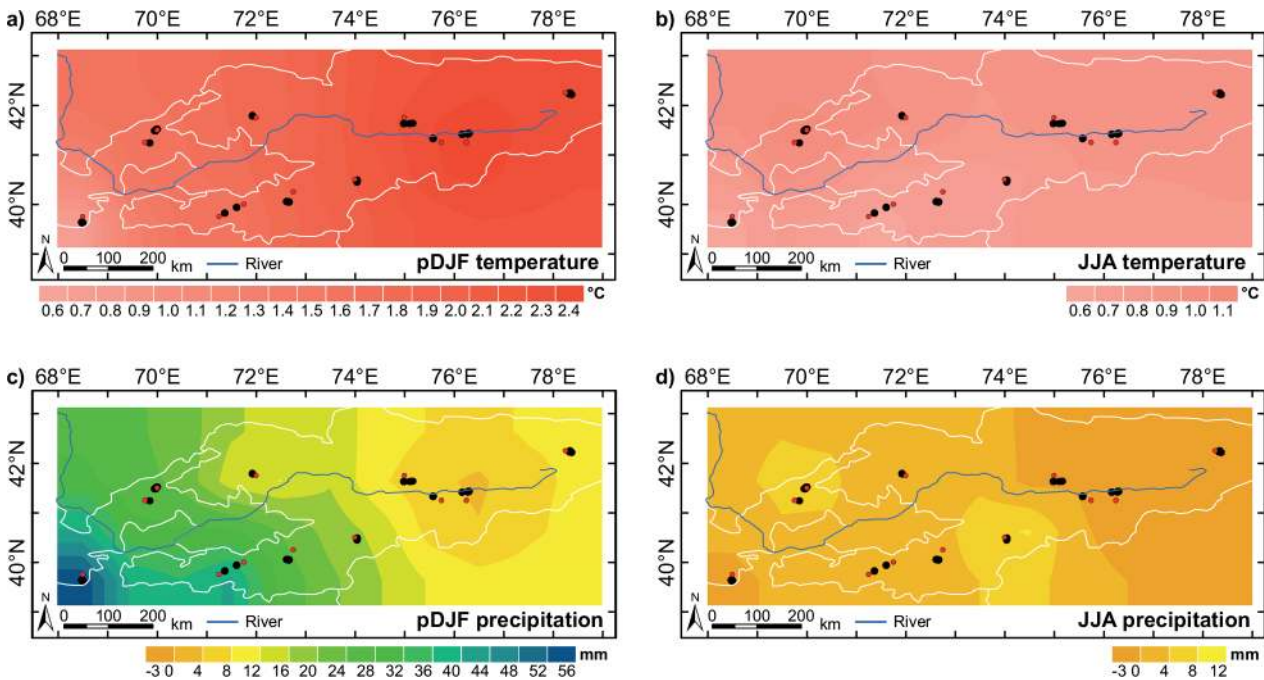 a) 68°E 70°E 72°E 74°E 76°E 78°E
42°N
40°N
N
0 100 200 km River pDJF temperature
°C
0.6 0.7 0.8 0.9 1.0 1.1 1.2 1.3 1.4 1.5 1.6 1.7 1.8 1.9 2.0 2.1 2.2 2.3 2.4
b) 68°E 70°E 72°E 74°E 76°E 78°E
42°N
40°N
N
0 100 200 km River JJA temperature
°C
0.6 0.7 0.8 0.9 1.0 1.1
c) 68°E 70°E 72°E 74°E 76°E 78°E
42°N
40°N
N
0 100 200 km River pDJF precipitation
mm
-3 0 4 8 12 16 20 24 28 32 36 40 44 48 52 56
d) 68°E 70°E 72°E 74°E 76°E 78°E
42°N
40°N
N
0 100 200 km River JJA precipitation
mm
-3 0 4 8 12